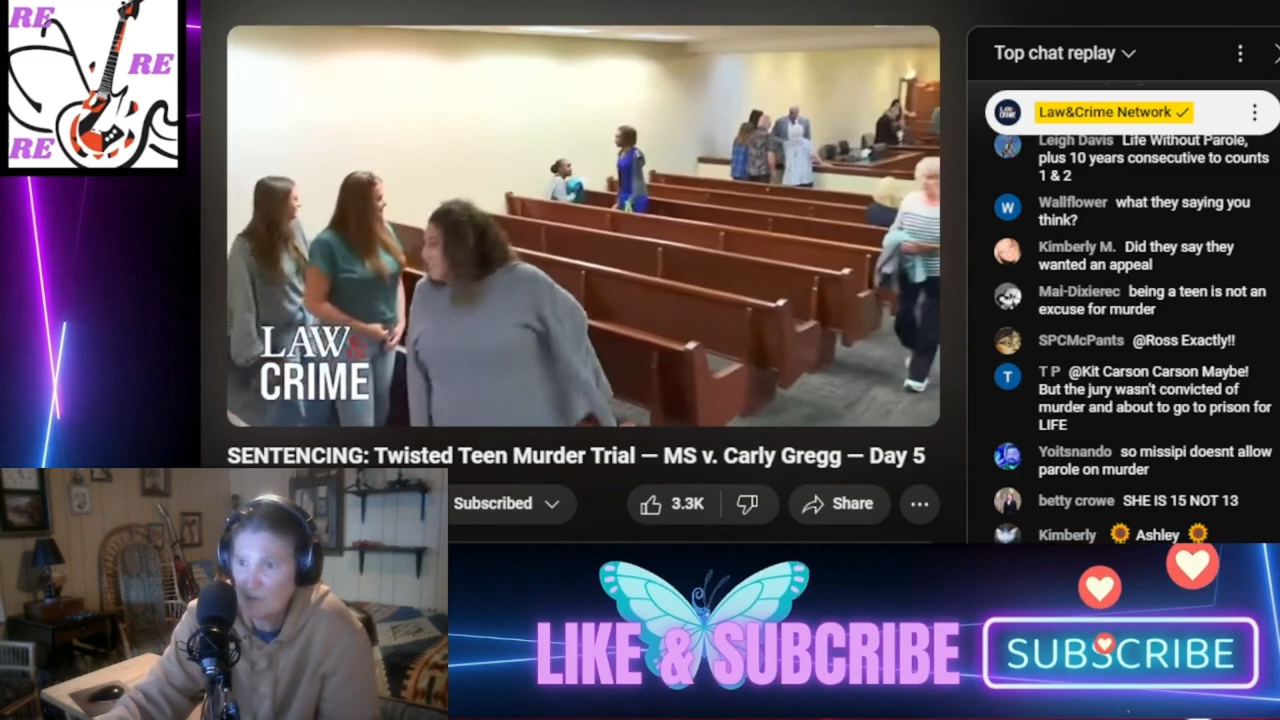 RE
RE
RE
LAW&
CRIME
SENTENCING: Twisted Teen Murder Trial — MS v. Carly Gregg — Day 5
Subscribed
3.3K
Share
Top chat replay
Law&Crime Network
Leigh Davis Life Without Parole,
plus 10 years consecutive to counts
1 & 2
W
Wallflower what they saying you
think?
Kimberly M. Did they say they
wanted an appeal
Mai-Dixierec being a teen is not an
excuse for murder
SPCMcPants @Ross Exactly!!
T
T P @Kit Carson Carson Maybe!
But the jury wasn't convicted of
murder and about to go to prison for
LIFE
Yoitsnando so missipi doesnt allow
parole on murder
betty crowe SHE IS 15 NOT 13
Kimberly 🌻 Ashley 🌻
LIKE & SUBCRIBE
SUBSCRIBE